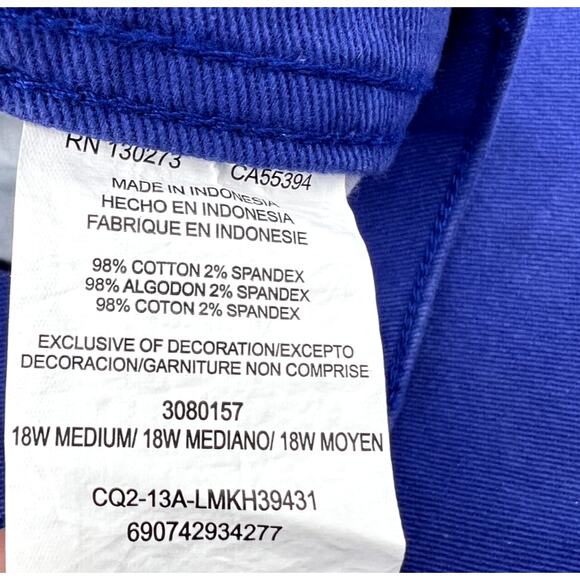 RN 130273 CA55394
MADE IN INDONESIA
HECHO EN INDONESIA
FABRIQUE EN INDONESIE
98% COTTON 2% SPANDEX
98% ALGODON 2% SPANDEX
98% COTON 2% SPANDEX
EXCLUSIVE OF DECORATION/EXCEPTO
DECORACION/GARNITURE NON COMPRISE
3080157
18W MEDIUM/ 18W MEDIANO/ 18W MOYEN
CQ2-13A-LMKH39431
690742934277